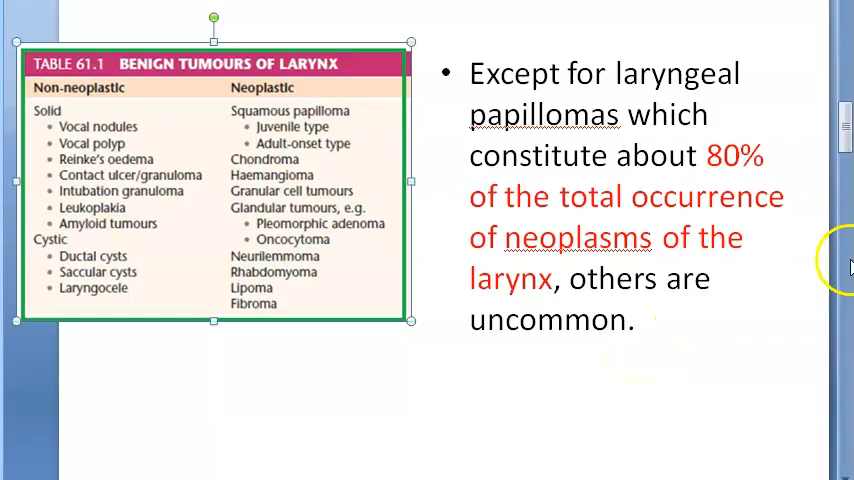 TABLE 61.1 BENIGN TUMOURS OF LARYNX
Non-neoplastic
Solid
• Vocal nodules
• Vocal polyp
• Reinke's oedema
• Contact ulcer/granuloma
• Intubation granuloma
• Leukoplakia
• Amyloid tumours
Cystic
• Ductal cysts
• Saccular cysts
• Laryngocele
Neoplastic
Squamous papilloma
• Juvenile type
• Adult-onset type
Chondroma
Haemangioma
Granular cell tumours
Glandular tumours, e.g.
• Pleomorphic adenoma
• Oncocytoma
Neurilemmoma
Rhabdomyoma
Lipoma
Fibroma
• Except for laryngeal
papillomas which
constitute about 80%
of the total occurrence
of neoplasms of the
larynx, others are
uncommon.